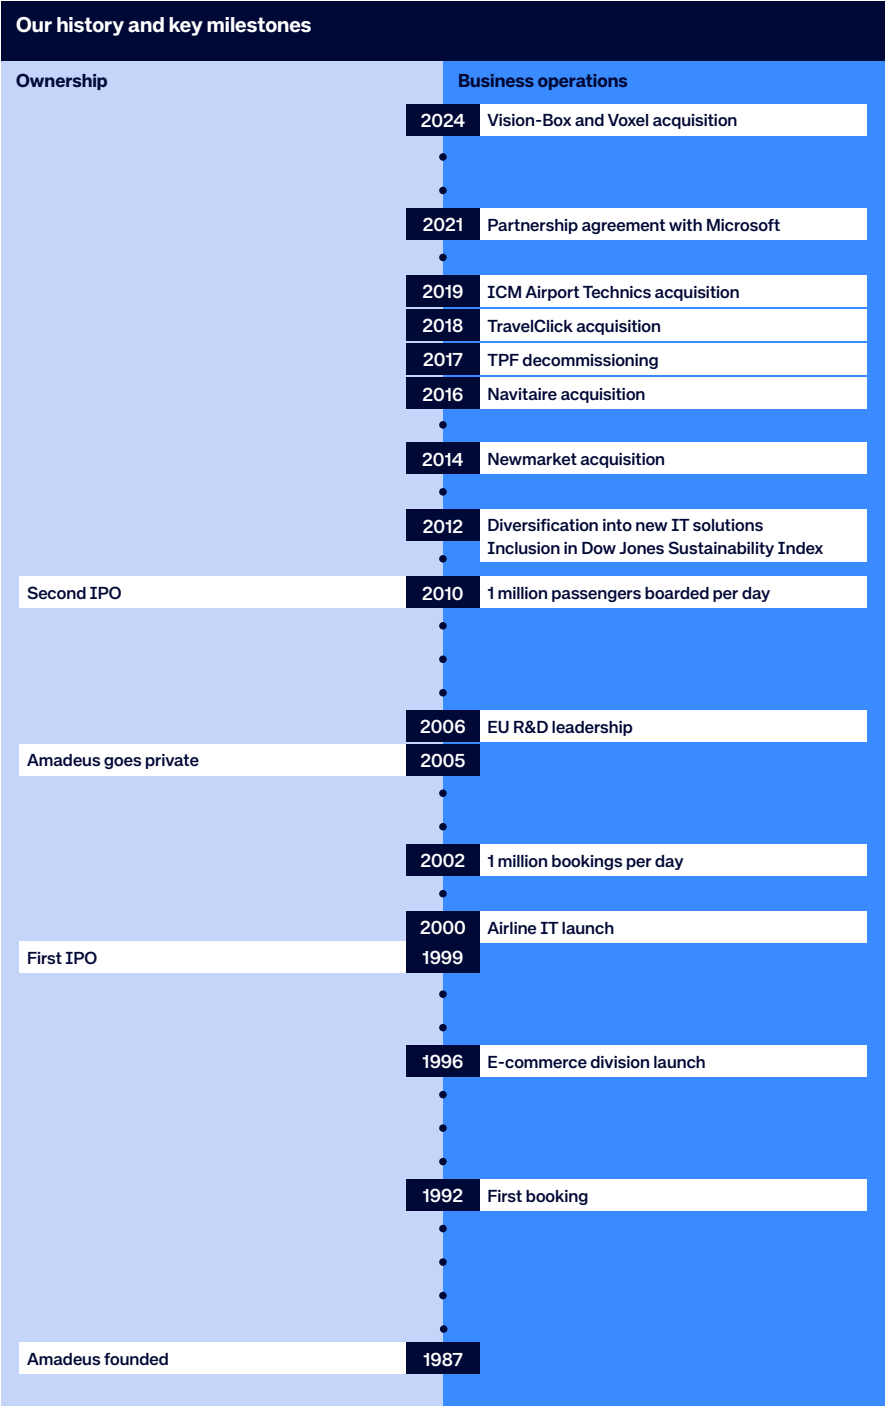 Our history and key milestones
Ownership
Business operations
2024 Vision-Box and Voxel acquisition
2021 Partnership agreement with Microsoft
2019 ICM Airport Technics acquisition
2018 TravelClick acquisition
2017 TPF decommissioning
2016 Navitaire acquisition
2014 Newmarket acquisition
2012 Diversification into new IT solutions
Inclusion in Dow Jones Sustainability Index
Second IPO 2010 1 million passengers boarded per day
2006 EU R&D leadership
Amadeus goes private 2005
2002 1 million bookings per day
2000 Airline IT launch
First IPO 1999
1996 E-commerce division launch
1992 First booking
Amadeus founded 1987